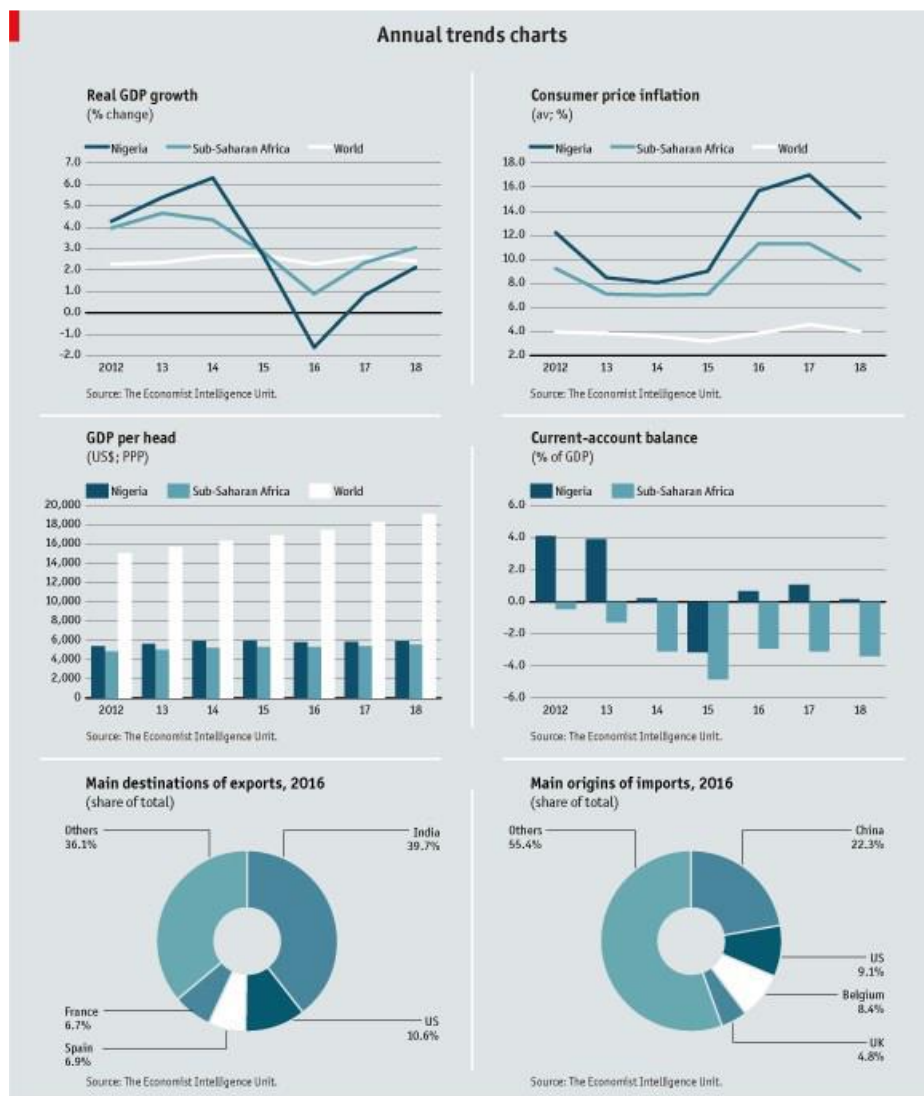 Annual trends charts
Real GDP growth
(% change)
Nigeria Sub-Saharan Africa World
7.0
6.0
5.0
4.0
3.0
2.0
1.0
0.0
-1.0
-2.0
2012 13 14 15 16 17 18
Source: The Economist Intelligence Unit.
Consumer price inflation
(av; %)
Nigeria Sub-Saharan Africa World
18.0
16.0
14.0
12.0
10.0
8.0
6.0
4.0
2.0
2012 13 14 15 16 17 18
Source: The Economist Intelligence Unit.
GDP per head
(US$; PPP)
Nigeria Sub-Saharan Africa World
20,000
18,000
16,000
14,000
12,000
10,000
8,000
6,000
4,000
2,000
0
2012 13 14 15 16 17 18
Source: The Economist Intelligence Unit.
Current-account balance
(% of GDP)
Nigeria Sub-Saharan Africa
6.0
4.0
2.0
0.0
-2.0
-4.0
-6.0
2012 13 14 15 16 17 18
Source: The Economist Intelligence Unit.
Main destinations of exports, 2016
(share of total)
Others
36.1%
India
39.7%
France
6.7%
US
10.6%
Spain
6.9%
Source: The Economist Intelligence Unit.
Main origins of imports, 2016
(share of total)
Others
55.4%
China
22.3%
US
9.1%
Belgium
8.4%
UK
4.8%
Source: The Economist Intelligence Unit.